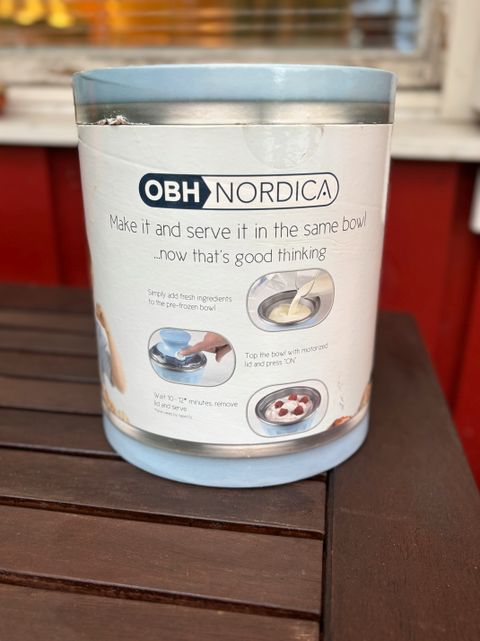 OBH NORDICA
Make it and serve it in the same bowl
...now that's good thinking
Simply add fresh ingredients
to the pre-frozen bowl
Top the bowl with motorized
lid and press "ON"
Wait 10 - 12* minutes, remove
lid and serve